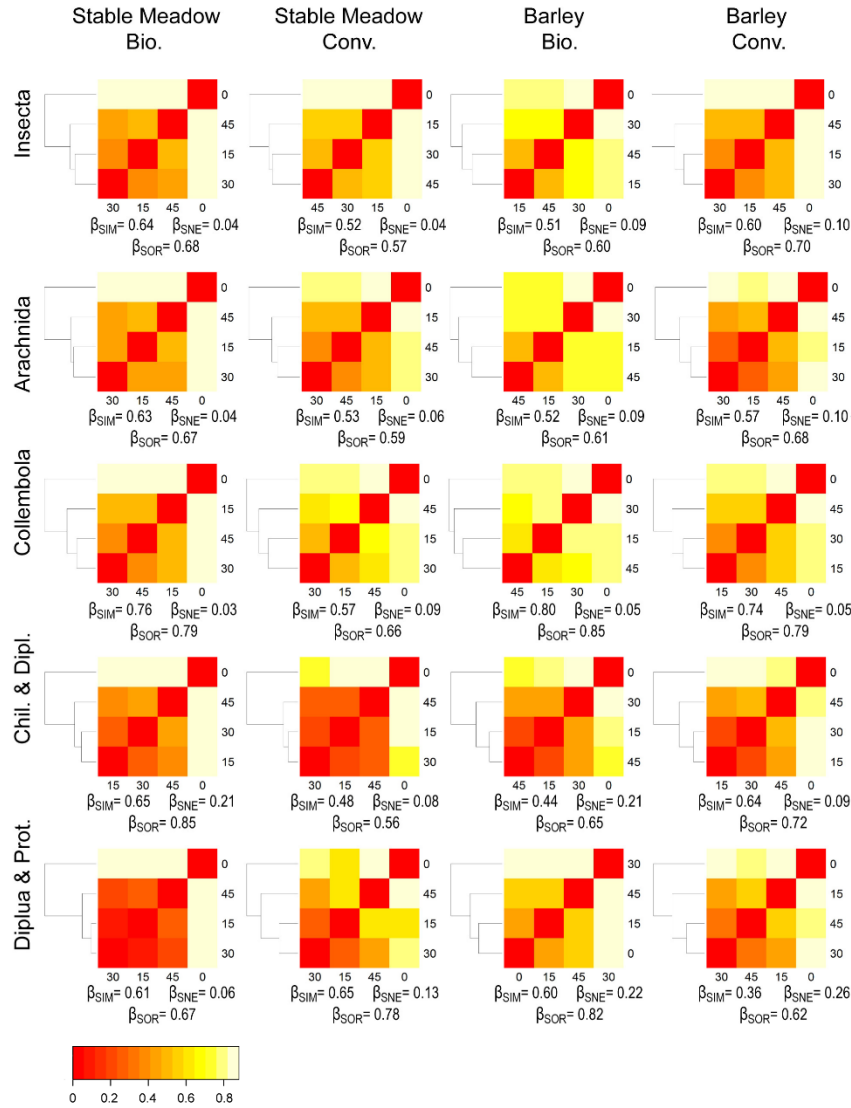 Stable Meadow Bio.
Stable Meadow Conv.
Barley Bio.
Barley Conv.
Insecta
0
45
15
30
30 15 45 0
βSIM= 0.64 βSNE= 0.04
βSOR= 0.68
0
15
30
45
45 30 15 0
βSIM= 0.52 βSNE= 0.04
βSOR= 0.57
0
30
45
15
15 45 30 0
βSIM= 0.51 βSNE= 0.09
βSOR= 0.60
0
45
15
30
30 15 45 0
βSIM= 0.60 βSNE= 0.10
βSOR= 0.70
Arachnida
0
45
15
30
30 15 45 0
βSIM= 0.63 βSNE= 0.04
βSOR= 0.67
0
15
45
30
30 45 15 0
βSIM= 0.53 βSNE= 0.06
βSOR= 0.59
0
30
15
45
45 15 30 0
βSIM= 0.52 βSNE= 0.09
βSOR= 0.61
0
45
15
30
30 15 45 0
βSIM= 0.57 βSNE= 0.10
βSOR= 0.68
Collembola
0
15
45
30
30 45 15 0
βSIM= 0.76 βSNE= 0.03
βSOR= 0.79
0
45
15
30
30 15 45 0
βSIM= 0.57 βSNE= 0.09
βSOR= 0.66
0
30
15
45
45 15 30 0
βSIM= 0.80 βSNE= 0.05
βSOR= 0.85
0
45
30
15
15 30 45 0
βSIM= 0.74 βSNE= 0.05
βSOR= 0.79
Chil. & Dipl.
0
45
30
15
15 30 45 0
βSIM= 0.65 βSNE= 0.21
βSOR= 0.85
0
45
15
30
30 15 45 0
βSIM= 0.48 βSNE= 0.08
βSOR= 0.56
0
30
15
45
45 15 30 0
βSIM= 0.44 βSNE= 0.21
βSOR= 0.65
0
45
30
15
15 30 45 0
βSIM= 0.64 βSNE= 0.09
βSOR= 0.72
Diplua & Prot.
0
45
15
30
30 15 45 0
βSIM= 0.61 βSNE= 0.06
βSOR= 0.67
0
45
15
30
30 15 45 0
βSIM= 0.65 βSNE= 0.13
βSOR= 0.78
30
45
15
0
0 15 45 30
βSIM= 0.60 βSNE= 0.22
βSOR= 0.82
0
15
45
30
30 45 15 0
βSIM= 0.36 βSNE= 0.26
βSOR= 0.62
0 0.2 0.4 0.6 0.8